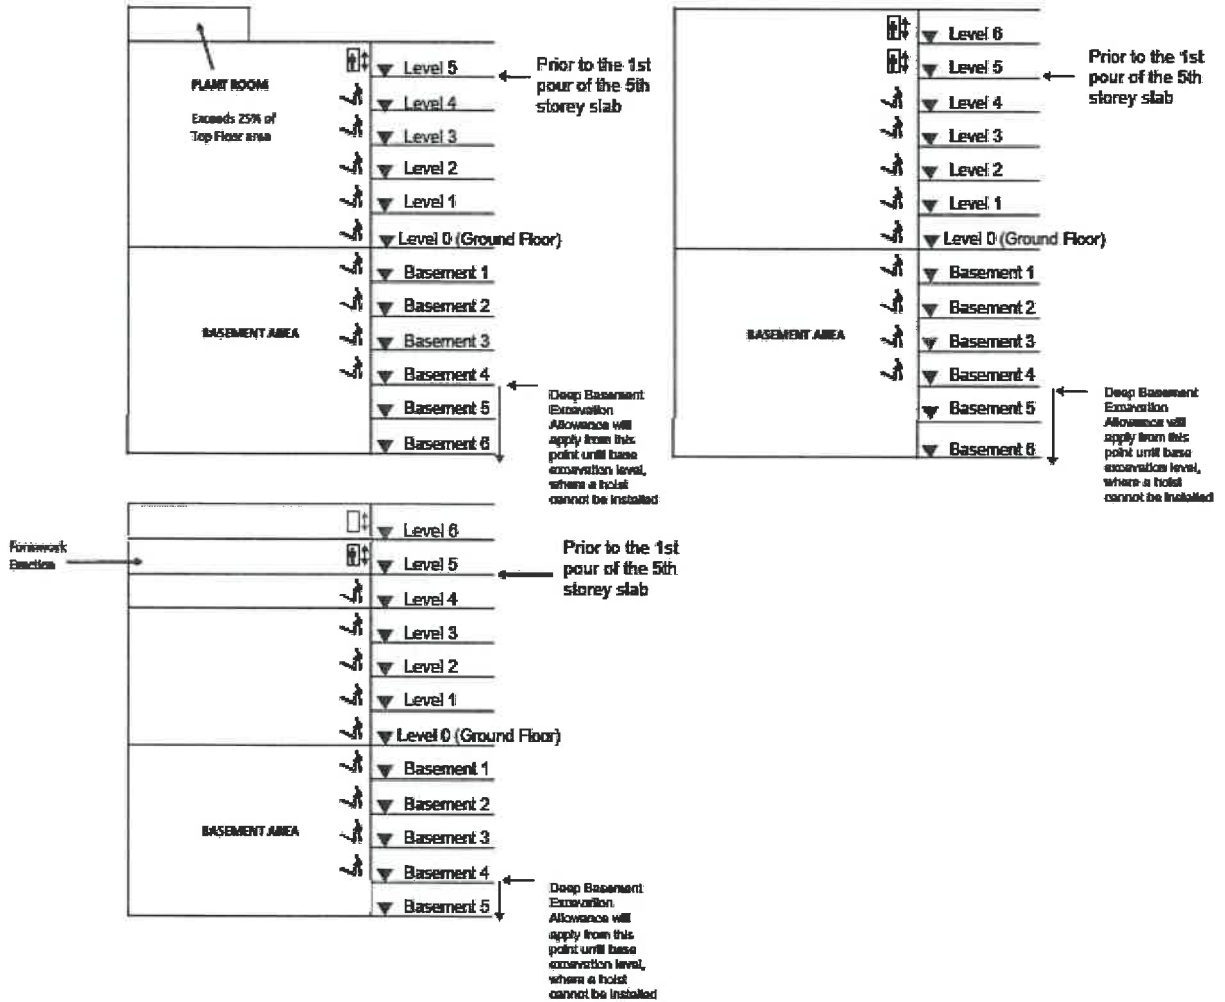 PLANT ROOM
Exceeds 25% of
Top Floor area
Level 5
Level 4
Level 3
Level 2
Level 1
Level 0 (Ground Floor)
Basement 1
Basement 2
Basement 3
Basement 4
Basement 5
Basement 6
BASEMENT AREA
Prior to the 1st
pour of the 5th
storey slab
Deep Basement
Excavation
Allowance will
apply from this
point until base
excavation level,
where a hoist
cannot be installed
Level 6
Level 5
Level 4
Level 3
Level 2
Level 1
Level 0 (Ground Floor)
Basement 1
Basement 2
Basement 3
Basement 4
Basement 5
Basement 6
BASEMENT AREA
Prior to the 1st
pour of the 5th
storey slab
Deep Basement
Excavation
Allowance will
apply from this
point until base
excavation level,
where a hoist
cannot be installed
Formwork
Erection
Level 6
Level 5
Level 4
Level 3
Level 2
Level 1
Level 0 (Ground Floor)
Basement 1
Basement 2
Basement 3
Basement 4
Basement 5
BASEMENT AREA
Prior to the 1st
pour of the 5th
storey slab
Deep Basement
Excavation
Allowance will
apply from this
point until base
excavation level,
where a hoist
cannot be installed